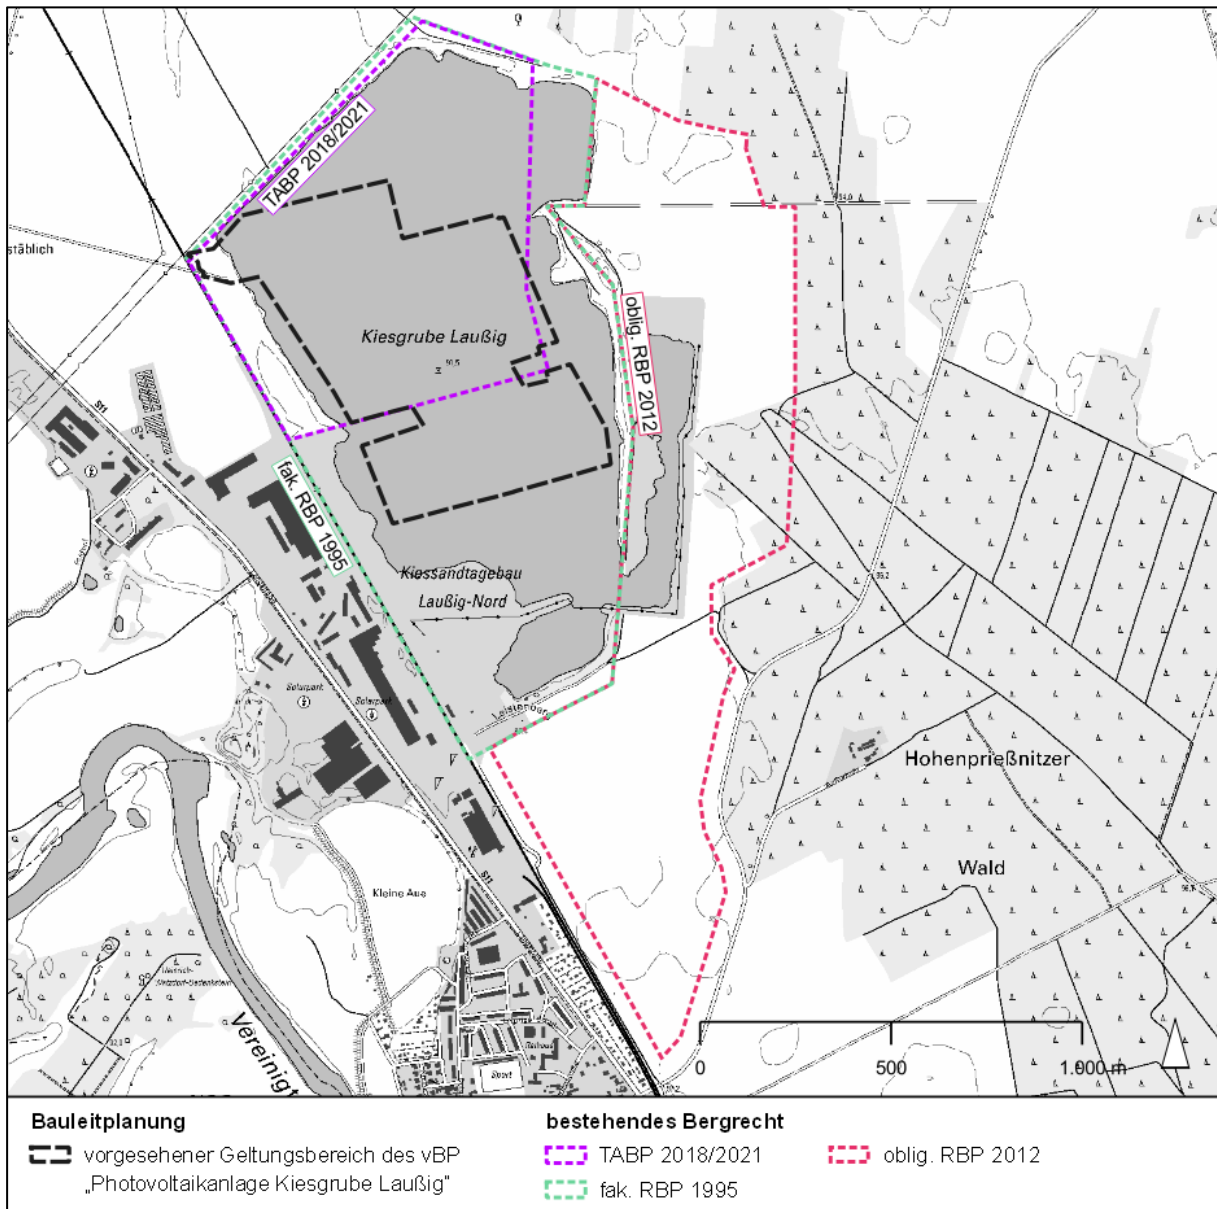 TABP 2018/2021
stäblich
Kiesgrube Laußig
oblig. RBP 2012
S11
fak. RBP 1995
Kiessandtagebau
Laußig-Nord
Solarpark
Solarpark
Hohenprießnitzer
Wald
S11
Kleine Aue
Vereinigt
Sport
0 500 1.000 m
Bauleitplanung
vorgesehener Geltungsbereich des vBP
„Photovoltaikanlage Kiesgrube Laußig“
bestehendes Bergrecht
TABP 2018/2021
fak. RBP 1995
oblig. RBP 2012